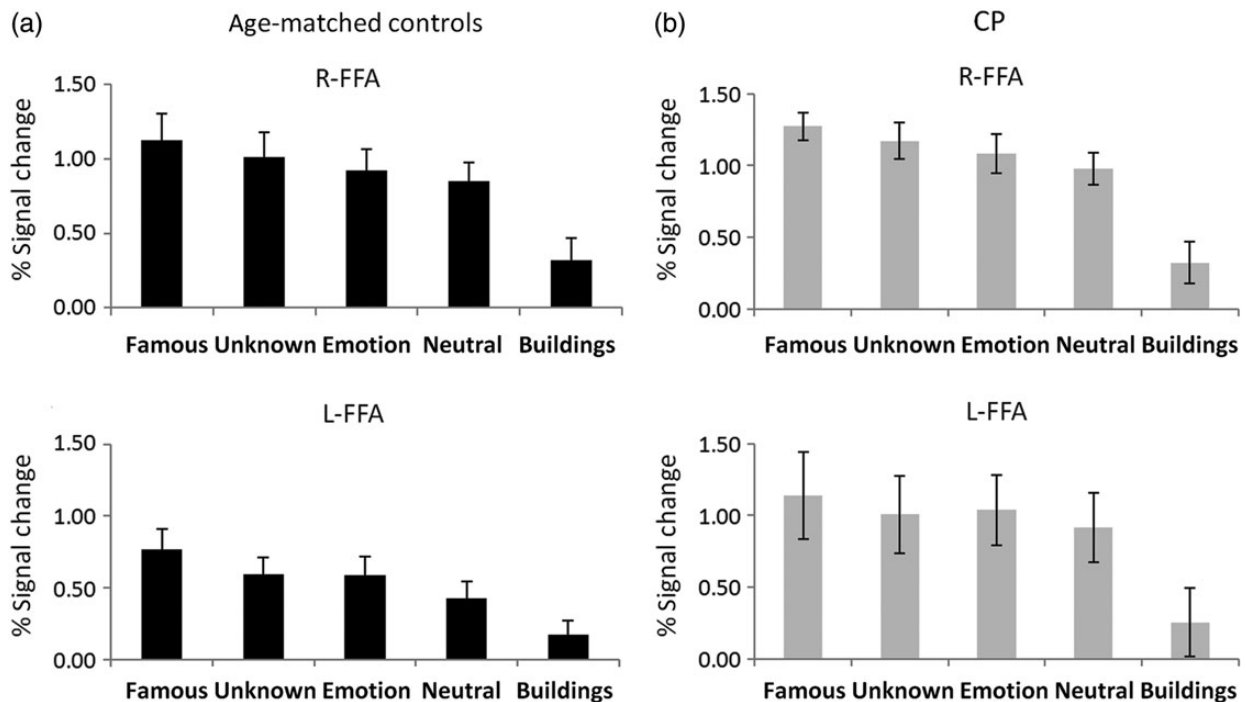 (a) Age-matched controls
R-FFA
% Signal change
1.50
1.00
0.50
0.00
Famous Unknown Emotion Neutral Buildings
L-FFA
% Signal change
1.50
1.00
0.50
0.00
Famous Unknown Emotion Neutral Buildings
(b) CP
R-FFA
% Signal change
1.50
1.00
0.50
0.00
Famous Unknown Emotion Neutral Buildings
L-FFA
% Signal change
1.50
1.00
0.50
0.00
Famous Unknown Emotion Neutral Buildings